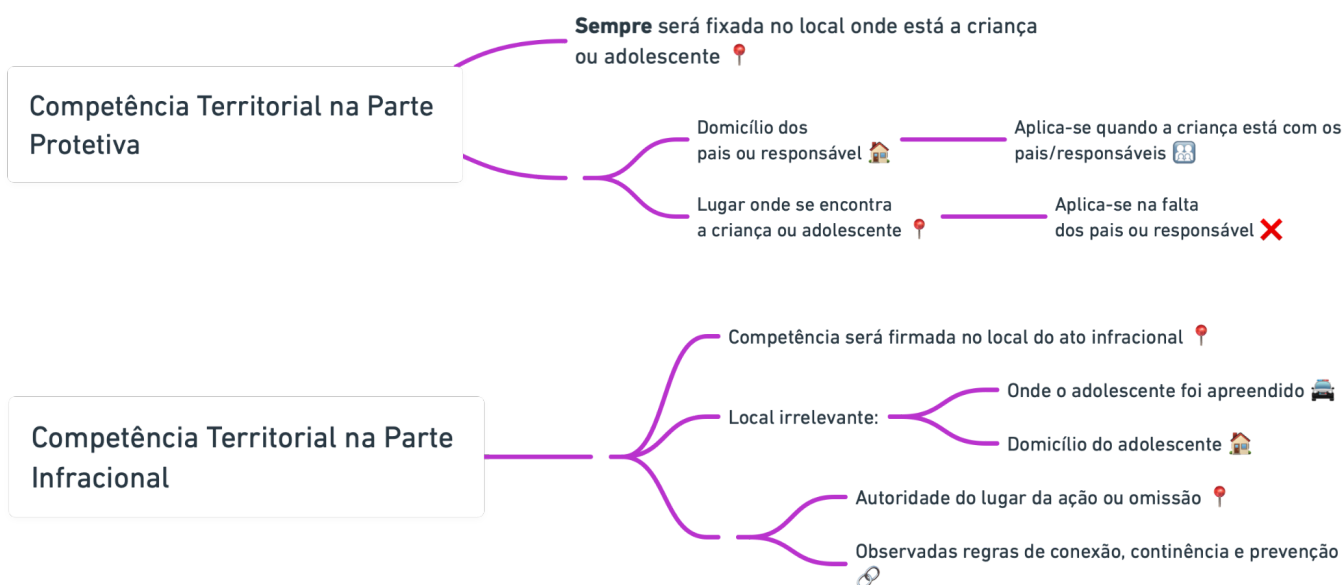 Sempre será fixada no local onde está a criança
ou adolescente 📍
Competência Territorial na Parte
Protetiva
Domicílio dos
pais ou responsável 🏠
Aplica-se quando a criança está com os
pais/responsáveis
Lugar onde se encontra
a criança ou adolescente 📍
Aplica-se na falta
dos pais ou responsável ❌
Competência será firmada no local do ato infracional 📍
Competência Territorial na Parte
Infracional
Local irrelevante:
Onde o adolescente foi apreendido 🚔
Domicílio do adolescente 🏠
Autoridade do lugar da ação ou omissão 📍
Observadas regras de conexão, continência e prevenção
🔗